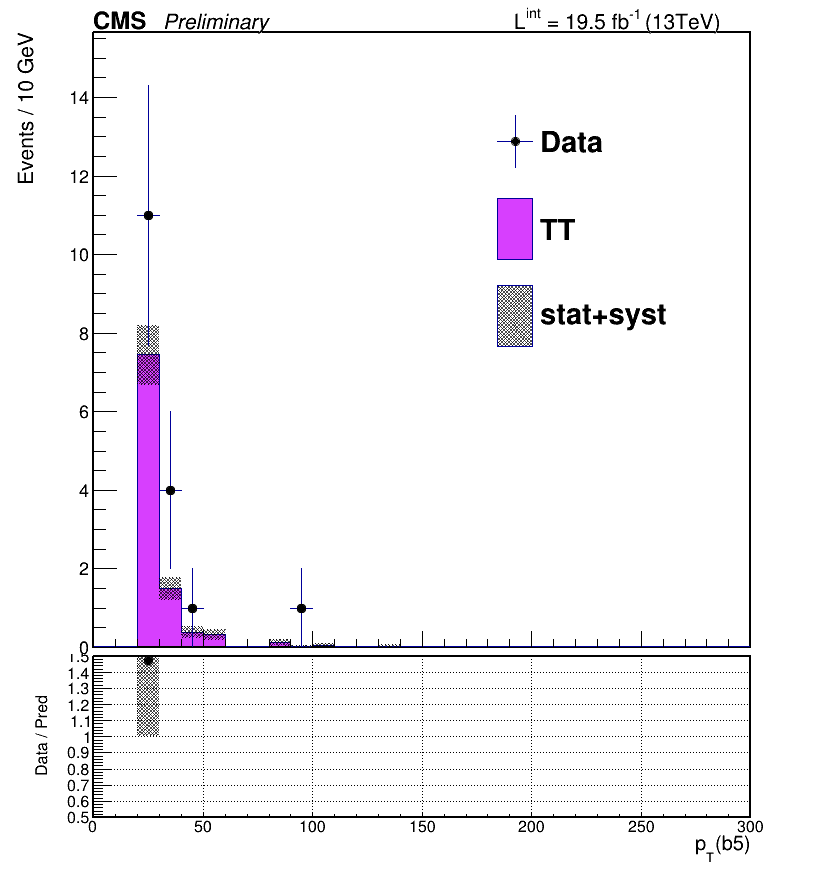 CMS Preliminary
L^int = 19.5 fb^-1 (13TeV)
Events / 10 GeV
14
12
10
8
6
4
2
0
Data
TT
stat+syst
Data / Pred
1.5
1.4
1.3
1.2
1.1
1
0.9
0.8
0.7
0.6
0.5
0 50 100 150 200 250 300
p_T(b5)